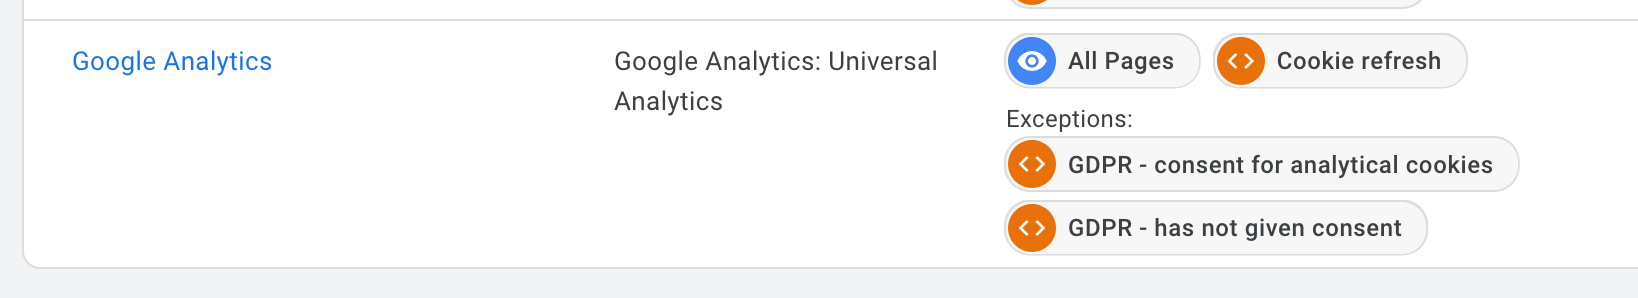 Google Analytics
Google Analytics: Universal
Analytics
All Pages
Cookie refresh
Exceptions:
GDPR - consent for analytical cookies
GDPR - has not given consent